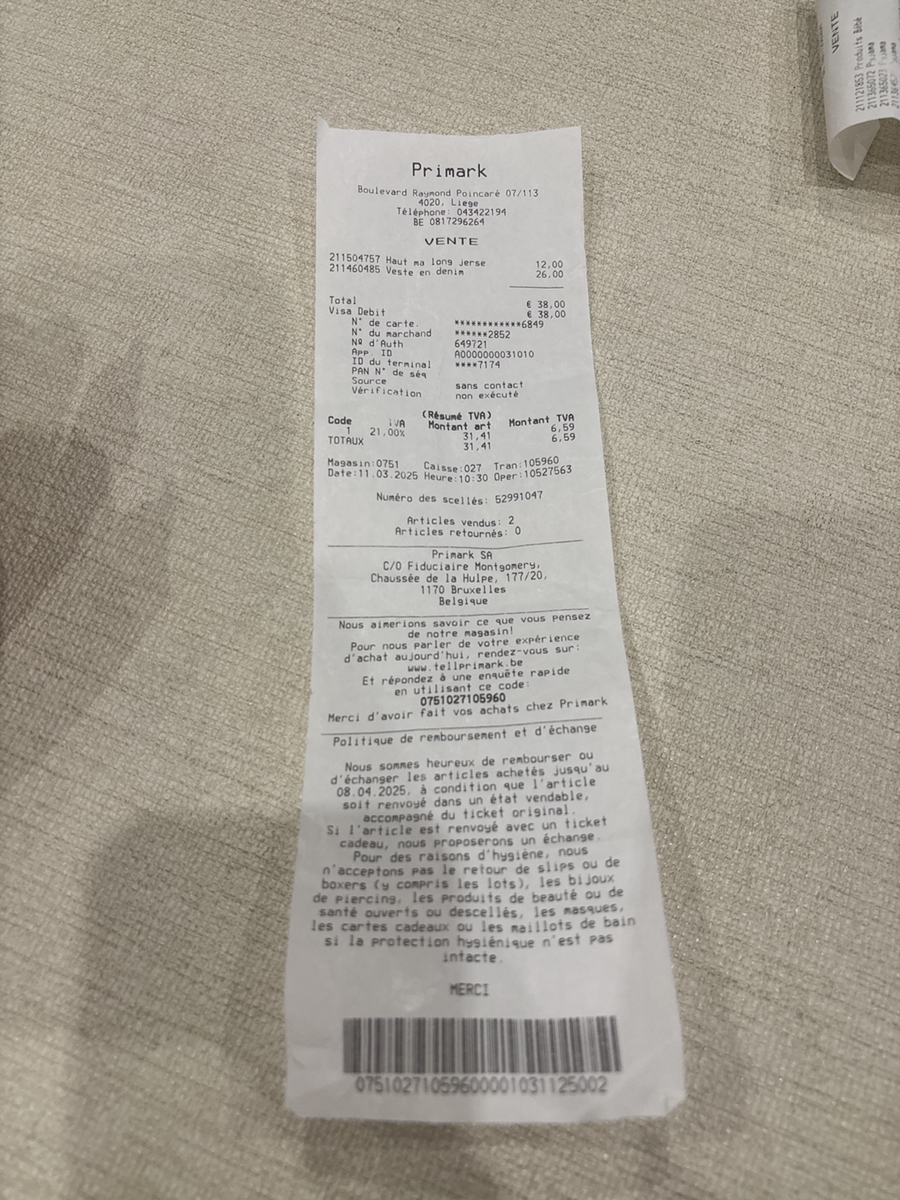 Primark
Boulevard Raymond Poincaré 07/113
4020, Liege
Téléphone: 043422194
BE 0817296264
VENTE
211504757 Haut ma long jerse 12,00
211460485 Veste en denim 26,00
Total € 38,00
Visa Debit € 38,00
N° de carte. ************6849
N° du marchand ******2852
Nº d'Auth 649721
App. ID A0000000031010
ID du terminal ****7174
PAN N° de séq
Source sans contact
Vérification non exécuté
(Résumé TVA)
Code TVA Montant art Montant TVA
1 21,00% 31,41 6,59
TOTAUX 31,41 6,59
Magasin:0751 Caisse:027 Tran:105960
Date:11.03.2025 Heure:10:30 Oper:10527563
Numéro des scellés: 52991047
Articles vendus: 2
Articles retournés: 0
Primark SA
C/O Fiduciaire Montgomery,
Chaussée de la Hulpe, 177/20,
1170 Bruxelles
Belgique
Nous aimerions savoir ce que vous pensez
de notre magasin!
Pour nous parler de votre expérience
d'achat aujourd'hui, rendez-vous sur:
www.tellprimark.be
Et répondez à une enquête rapide
en utilisant ce code:
0751027105960
Merci d'avoir fait vos achats chez Primark
Politique de remboursement et d'échange
Nous sommes heureux de rembourser ou
d'échanger les articles achetés jusqu'au
08.04.2025, à condition que l'article
soit renvoyé dans un état vendable,
accompagné du ticket original.
Si l'article est renvoyé avec un ticket
cadeau, nous proposerons un échange.
Pour des raisons d'hygiène, nous
n'acceptons pas le retour de slips ou de
boxers (y compris les lots), les bijoux
de piercing, les produits de beauté ou de
santé ouverts ou descellés, les masques,
les cartes cadeaux ou les maillots de bain
si la protection hygiénique n'est pas
intacte.
MERCI
07510271059600001031125002
VENTE
211121853 Produits Bébé
211365072 Pyjama